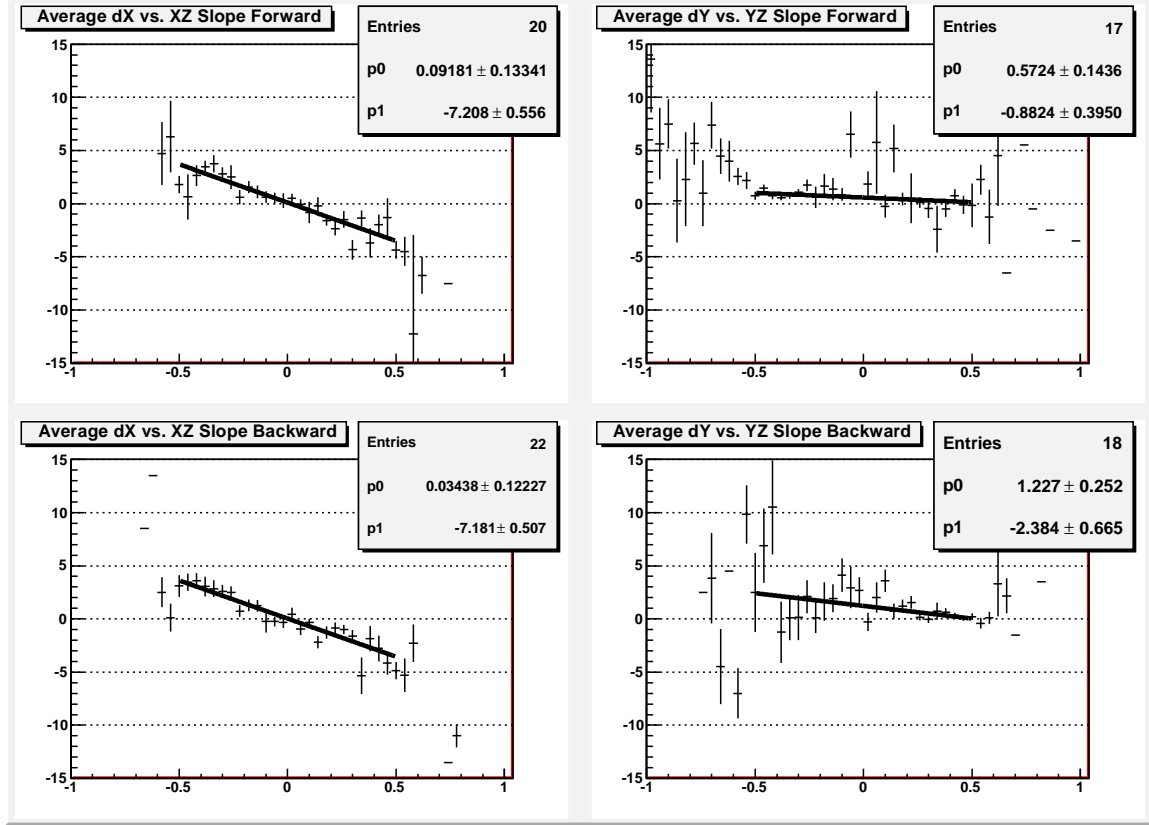 Average dX vs. XZ Slope Forward
Entries 20
p0 0.09181 ± 0.13341
p1 -7.208 ± 0.556
15
10
5
0
-5
-10
-15
-1 -0.5 0 0.5 1
Average dY vs. YZ Slope Forward
Entries 17
p0 0.5724 ± 0.1436
p1 -0.8824 ± 0.3950
15
10
5
0
-5
-10
-15
-1 -0.5 0 0.5 1
Average dX vs. XZ Slope Backward
Entries 22
p0 0.03438 ± 0.12227
p1 -7.181 ± 0.507
15
10
5
0
-5
-10
-15
-1 -0.5 0 0.5 1
Average dY vs. YZ Slope Backward
Entries 18
p0 1.227 ± 0.252
p1 -2.384 ± 0.665
15
10
5
0
-5
-10
-15
-1 -0.5 0 0.5 1